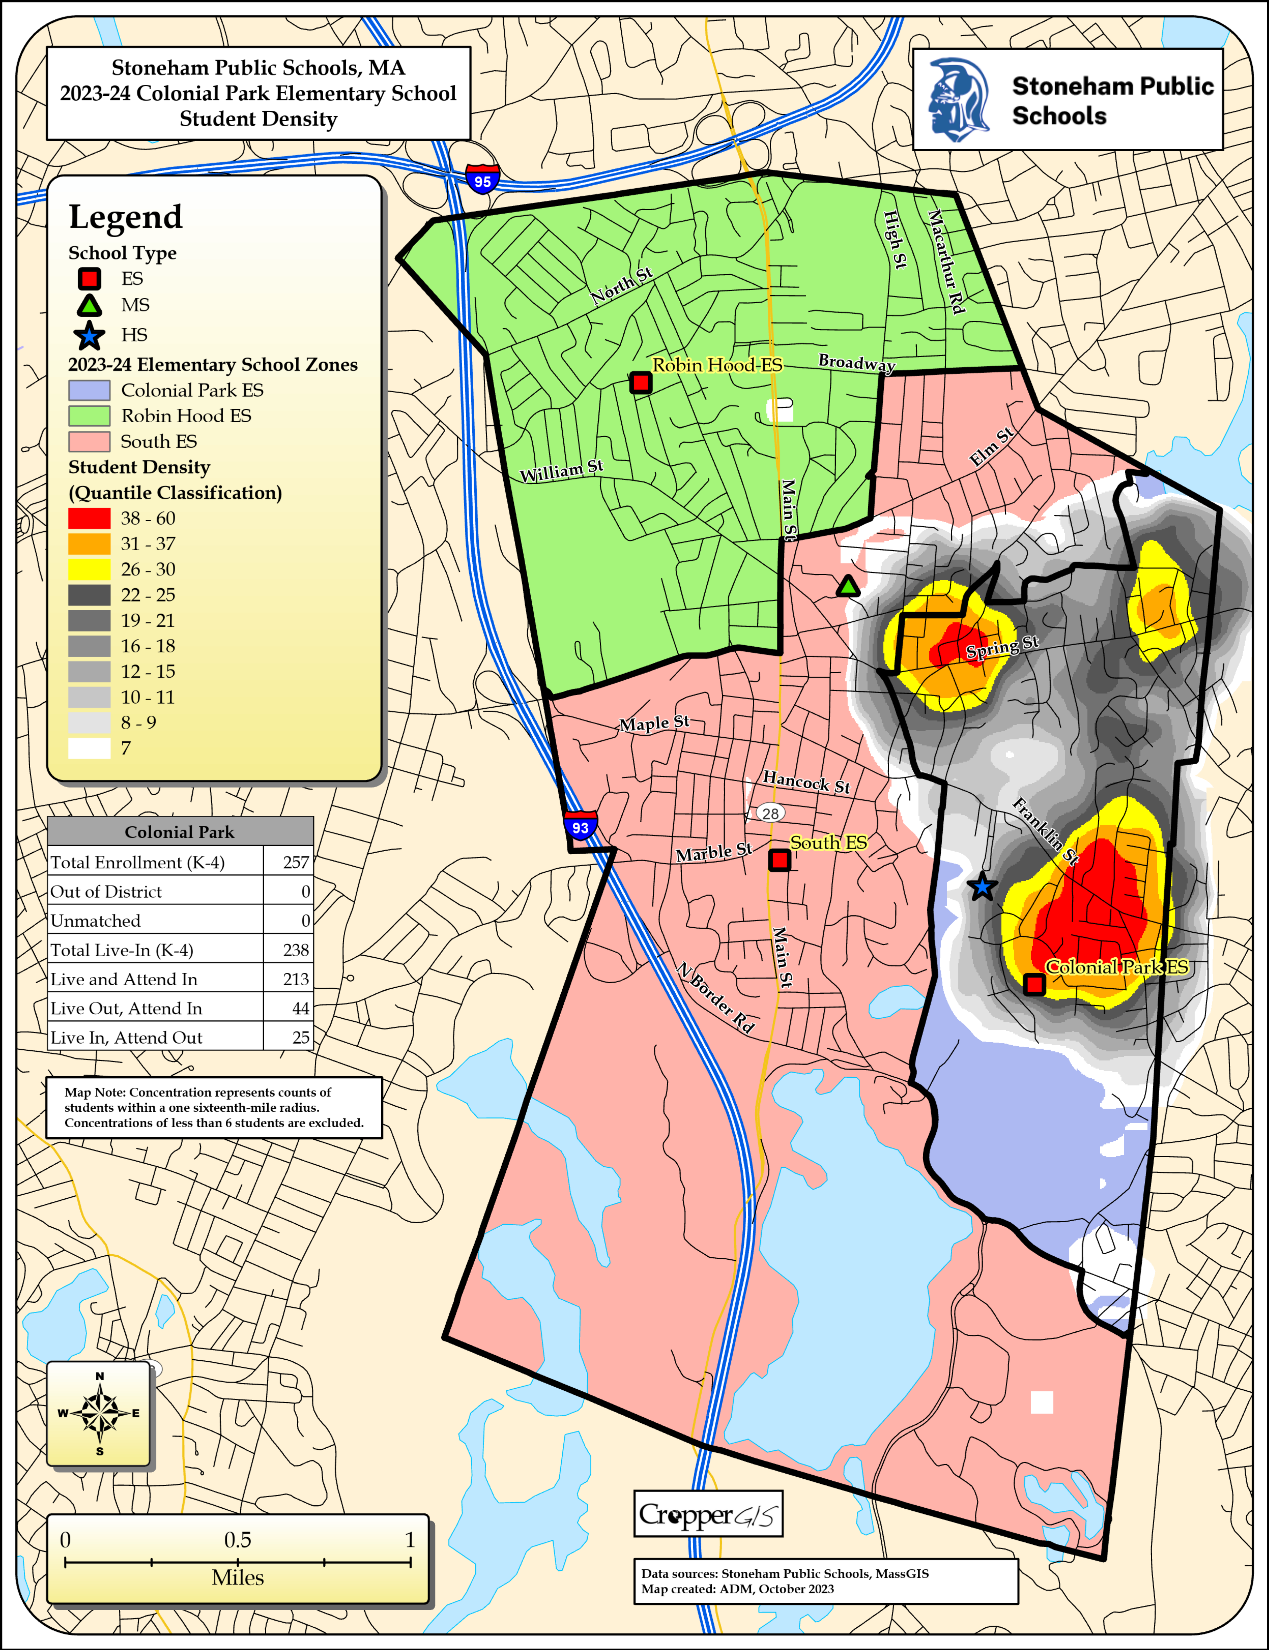 Stoneham Public Schools, MA
2023-24 Colonial Park Elementary School
Student Density
Stoneham Public
Schools
95
Legend
School Type
ES
MS
HS
2023-24 Elementary School Zones
Colonial Park ES
Robin Hood ES
South ES
Student Density
(Quantile Classification)
38 - 60
31 - 37
26 - 30
22 - 25
19 - 21
16 - 18
12 - 15
10 - 11
8 - 9
7
High St
Macarthur Rd
North St
Robin Hood ES
Broadway
Elm St
William St
Main St
Spring St
Maple St
Hancock St
28
93
Franklin St
Marble St
South ES
Main St
Colonial Park ES
N Border Rd
Colonial Park
Total Enrollment (K-4) 257
Out of District 0
Unmatched 0
Total Live-In (K-4) 238
Live and Attend In 213
Live Out, Attend In 44
Live In, Attend Out 25
Map Note: Concentration represents counts of
students within a one sixteenth-mile radius.
Concentrations of less than 6 students are excluded.
N
W E
S
0 0.5 1
Miles
Cropper GIS
Data sources: Stoneham Public Schools, MassGIS
Map created: ADM, October 2023